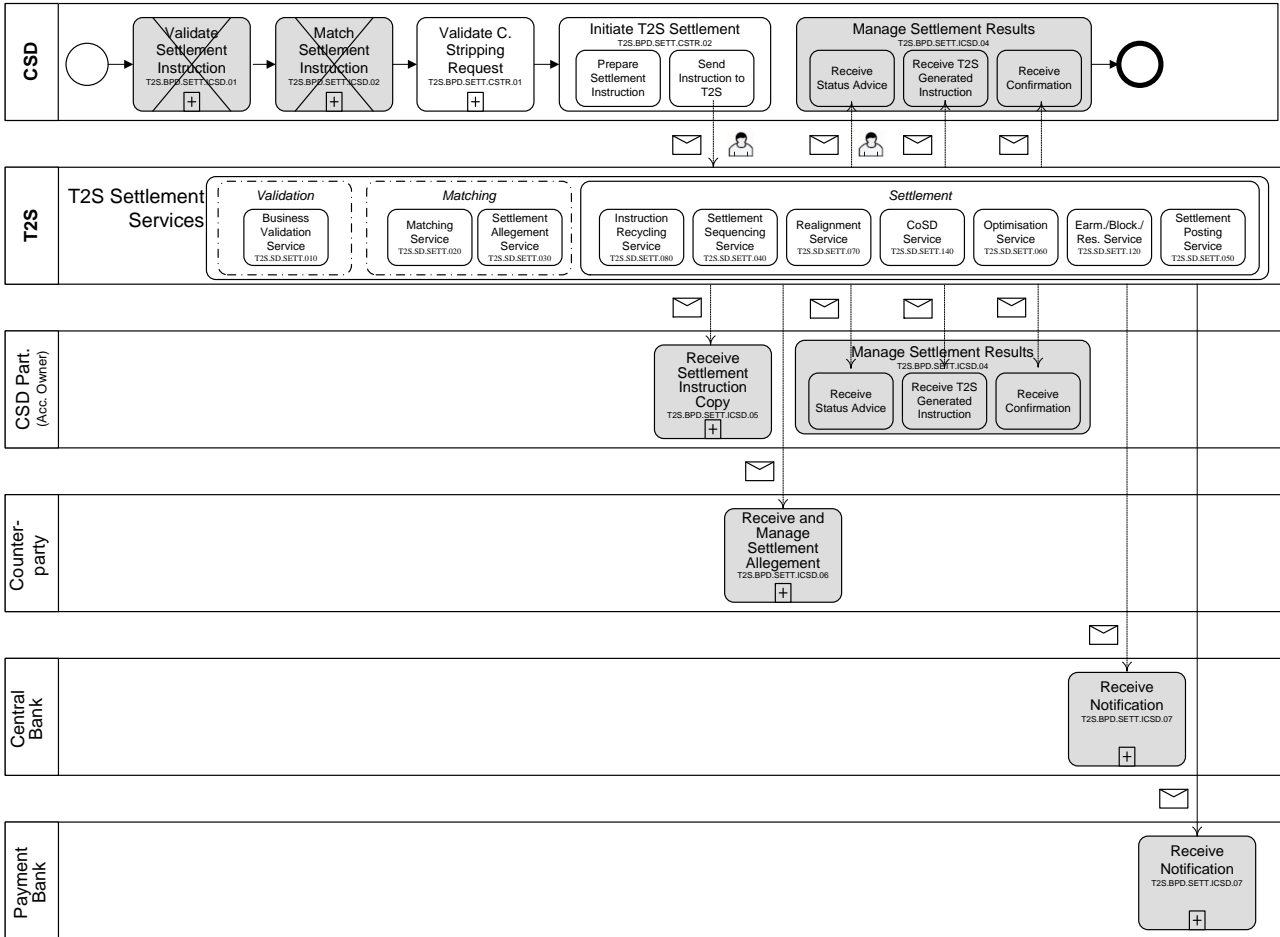 CSD
Validate
Settlement
Instruction
T2S.BPD.SETT.ICSD.01
+
Match
Settlement
Instruction
T2S.BPD.SETT.ICSD.02
+
Validate C.
Stripping
Request
T2S.BPD.SETT.CSTR.01
+
Initiate T2S Settlement
T2S.BPD.SETT.CSTR.02
Prepare
Settlement
Instruction
Send
Instruction to
T2S
Manage Settlement Results
T2S.BPD.SETT.ICSD.04
Receive
Status Advice
Receive T2S
Generated
Instruction
Receive
Confirmation
T2S
T2S Settlement
Services
Validation
Business
Validation
Service
T2S.SD.SETT.010
Matching
Matching
Service
T2S.SD.SETT.020
Settlement
Allegement
Service
T2S.SD.SETT.030
Settlement
Instruction
Recycling
Service
T2S.SD.SETT.080
Settlement
Sequencing
Service
T2S.SD.SETT.040
Realignment
Service
T2S.SD.SETT.070
CoSD
Service
T2S.SD.SETT.140
Optimisation
Service
T2S.SD.SETT.060
Earm./Block./
Res. Service
T2S.SD.SETT.120
Settlement
Posting
Service
T2S.SD.SETT.050
CSD Part.
(Acc. Owner)
Receive
Settlement
Instruction
Copy
T2S.BPD.SETT.ICSD.05
+
Manage Settlement Results
T2S.BPD.SETT.ICSD.04
Receive
Status Advice
Receive T2S
Generated
Instruction
Receive
Confirmation
Counter-
party
Receive and
Manage
Settlement
Allegement
T2S.BPD.SETT.ICSD.06
+
Central
Bank
Receive
Notification
T2S.BPD.SETT.ICSD.07
+
Payment
Bank
Receive
Notification
T2S.BPD.SETT.ICSD.07
+